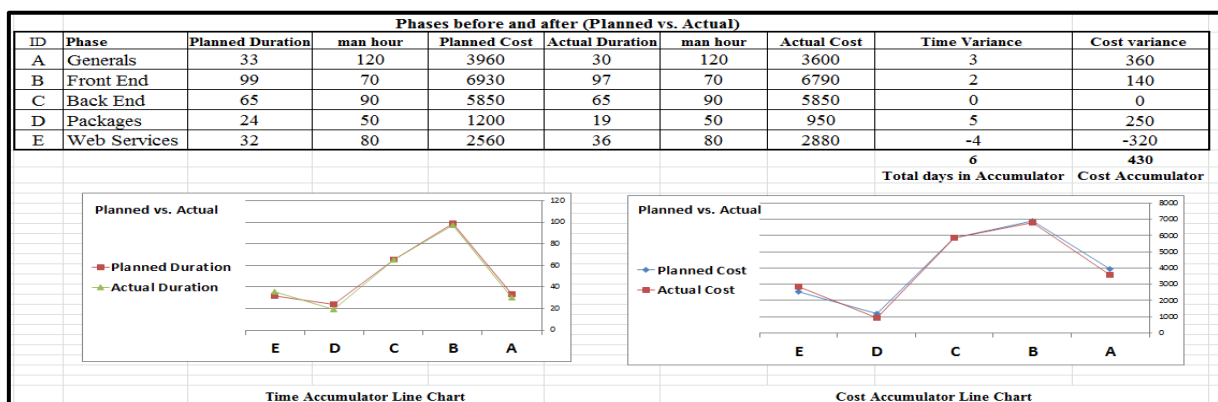 Phases before and after (Planned vs. Actual)
ID Phase Planned Duration man hour Planned Cost Actual Duration man hour Actual Cost Time Variance Cost variance
A Generals 33 120 3960 30 120 3600 3 360
B Front End 99 70 6930 97 70 6790 2 140
C Back End 65 90 5850 65 90 5850 0 0
D Packages 24 50 1200 19 50 950 5 250
E Web Services 32 80 2560 36 80 2880 -4 -320
6 430
Total days in Accumulator Cost Accumulator
Planned vs. Actual
Planned Duration
Actual Duration
120
100
80
60
40
20
0
E D C B A
Time Accumulator Line Chart
Planned vs. Actual
Planned Cost
Actual Cost
8000
7000
6000
5000
4000
3000
2000
1000
0
E D C B A
Cost Accumulator Line Chart